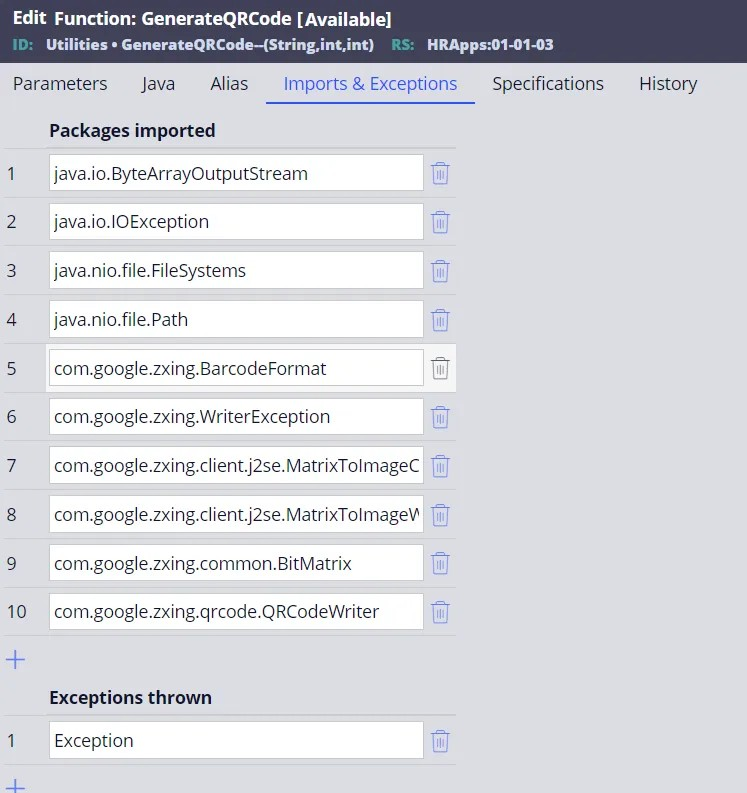 Edit Function: GenerateQRCode [Available]
ID: Utilities • GenerateQRCode--(String,int,int) RS: HRApps:01-01-03
Parameters Java Alias Imports & Exceptions Specifications History
Packages imported
1 java.io.ByteArrayOutputStream
2 java.io.IOException
3 java.nio.file.FileSystems
4 java.nio.file.Path
5 com.google.zxing.BarcodeFormat
6 com.google.zxing.WriterException
7 com.google.zxing.client.j2se.MatrixToImageC
8 com.google.zxing.client.j2se.MatrixToImageW
9 com.google.zxing.common.BitMatrix
10 com.google.zxing.qrcode.QRCodeWriter
Exceptions thrown
1 Exception